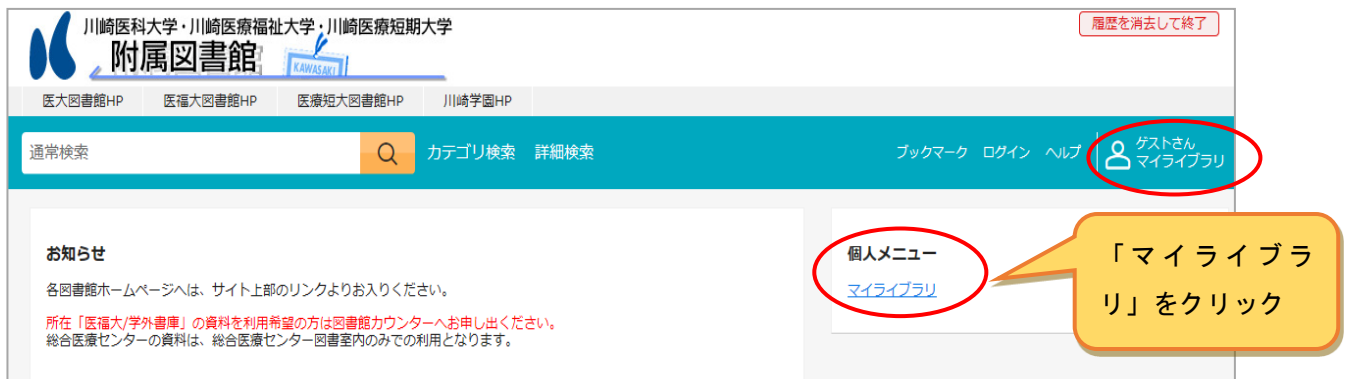 川崎医科大学・川崎医療福祉大学・川崎医療短期大学
附属図書館
KAWASAKI
履歴を消去して終了
医大図書館HP 医福大図書館HP 医療短大図書館HP 川崎学園HP
通常検索 カテゴリ検索 詳細検索 ブックマーク ログイン ヘルプ ゲストさん
マイライブラリ
お知らせ
各図書館ホームページへは、サイト上部のリンクよりお入りください。
所在「医福大/学外書庫」の資料を利用希望の方は図書館カウンターへお申し出ください。
総合医療センターの資料は、総合医療センター図書室内のみでの利用となります。
個人メニュー
マイライブラリ
「マイライブラ
リ」をクリック